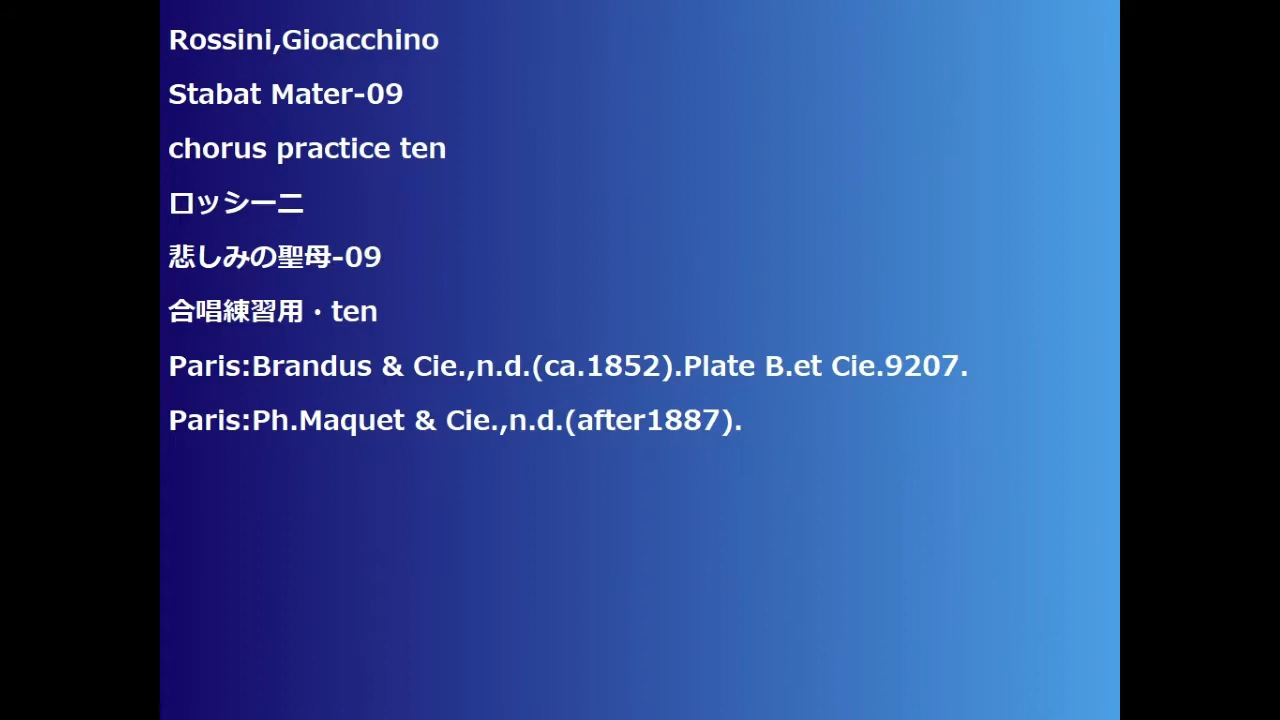 Rossini,Gioacchino
Stabat Mater-09
chorus practice ten
ロッシーニ
悲しみの聖母-09
合唱練習用・ten
Paris:Brandus & Cie.,n.d.(ca.1852).Plate B.et Cie.9207.
Paris:Ph.Maquet & Cie.,n.d.(after1887).